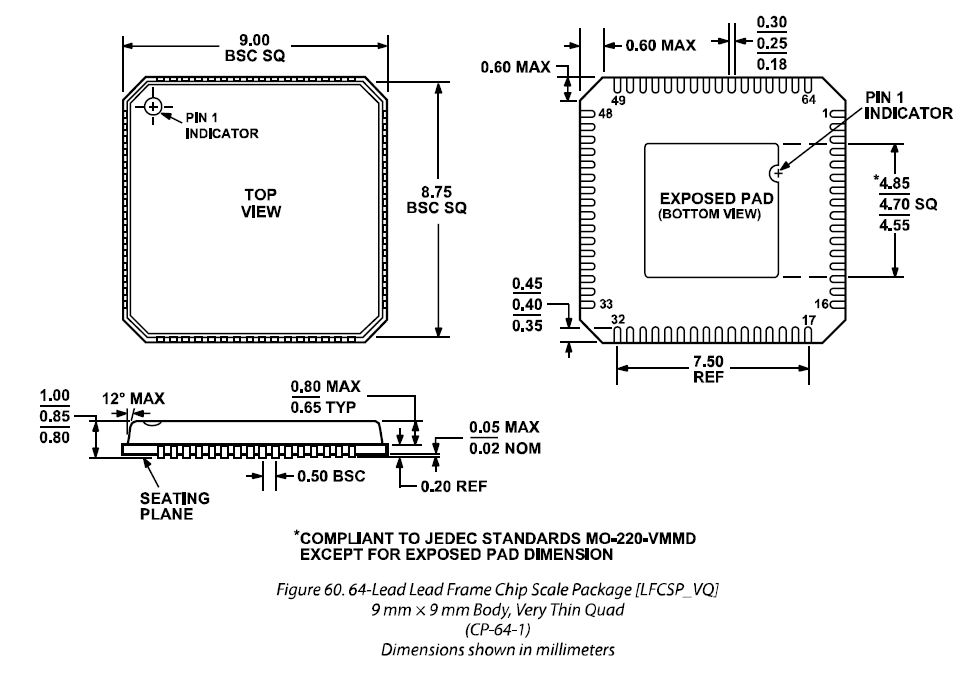 9.00
BSC SQ
PIN 1
INDICATOR
TOP
VIEW
8.75
BSC SQ
0.60 MAX
0.60 MAX
0.30
0.25
0.18
49
64
48
1
PIN 1
INDICATOR
EXPOSED PAD
(BOTTOM VIEW)
*4.85
4.70 SQ
4.55
0.45
0.40
0.35
33
16
32
17
7.50
REF
1.00
0.85
0.80
12° MAX
0.80 MAX
0.65 TYP
0.05 MAX
0.02 NOM
0.50 BSC
0.20 REF
SEATING
PLANE
*COMPLIANT TO JEDEC STANDARDS MO-220-VMMD
EXCEPT FOR EXPOSED PAD DIMENSION
Figure 60. 64-Lead Lead Frame Chip Scale Package [LFCSP_VQ]
9 mm × 9 mm Body, Very Thin Quad
(CP-64-1)
Dimensions shown in millimeters